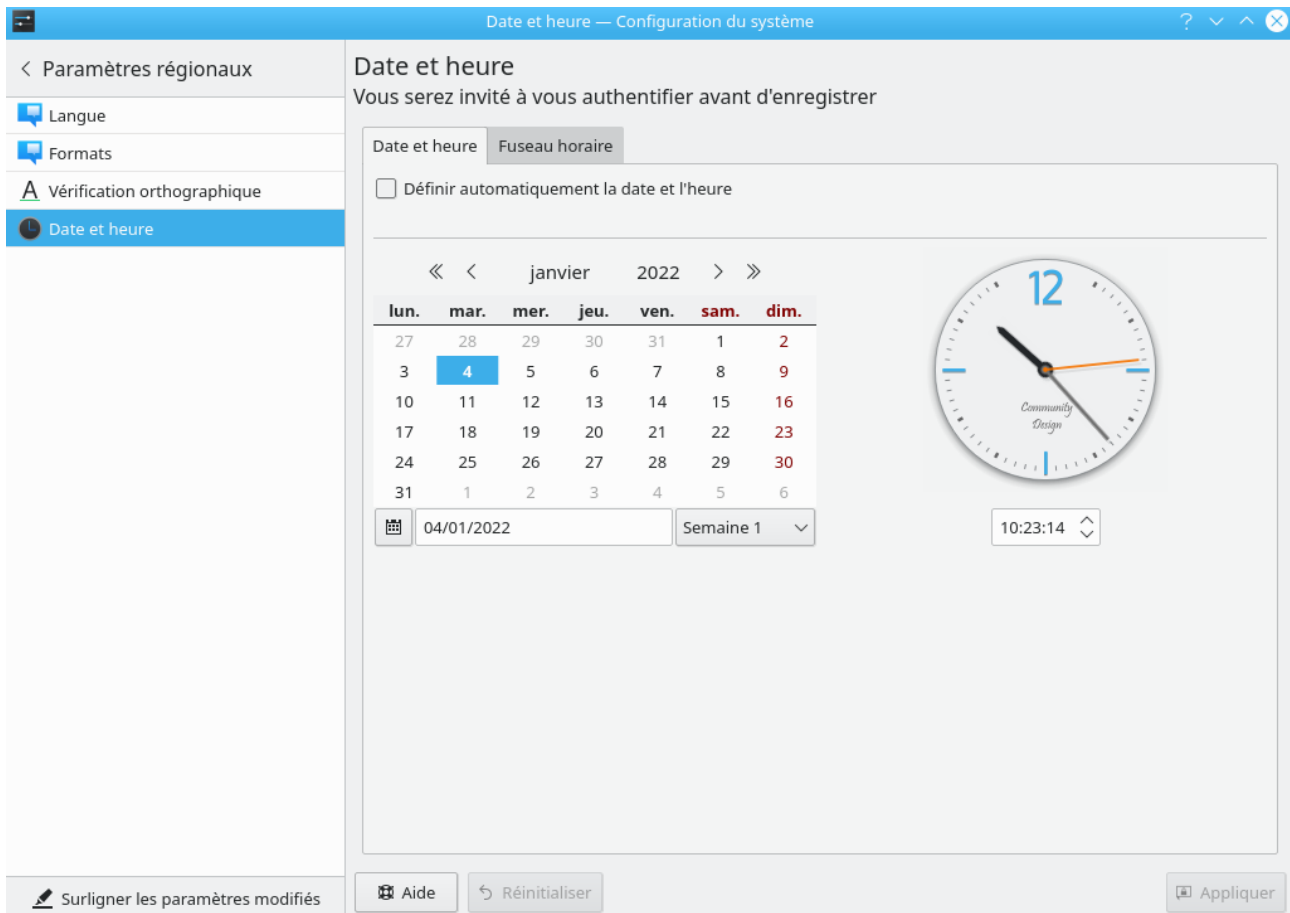 Date et heure — Configuration du système
Paramètres régionaux
Langue
Formats
Vérification orthographique
Date et heure
Surligner les paramètres modifiés
Date et heure
Vous serez invité à vous authentifier avant d'enregistrer
Date et heure Fuseau horaire
Définir automatiquement la date et l'heure
janvier 2022
lun. mar. mer. jeu. ven. sam. dim.
27 28 29 30 31 1 2
3 4 5 6 7 8 9
10 11 12 13 14 15 16
17 18 19 20 21 22 23
24 25 26 27 28 29 30
31 1 2 3 4 5 6
04/01/2022 Semaine 1
12
Community
Design
10:23:14
Aide Réinitialiser Appliquer